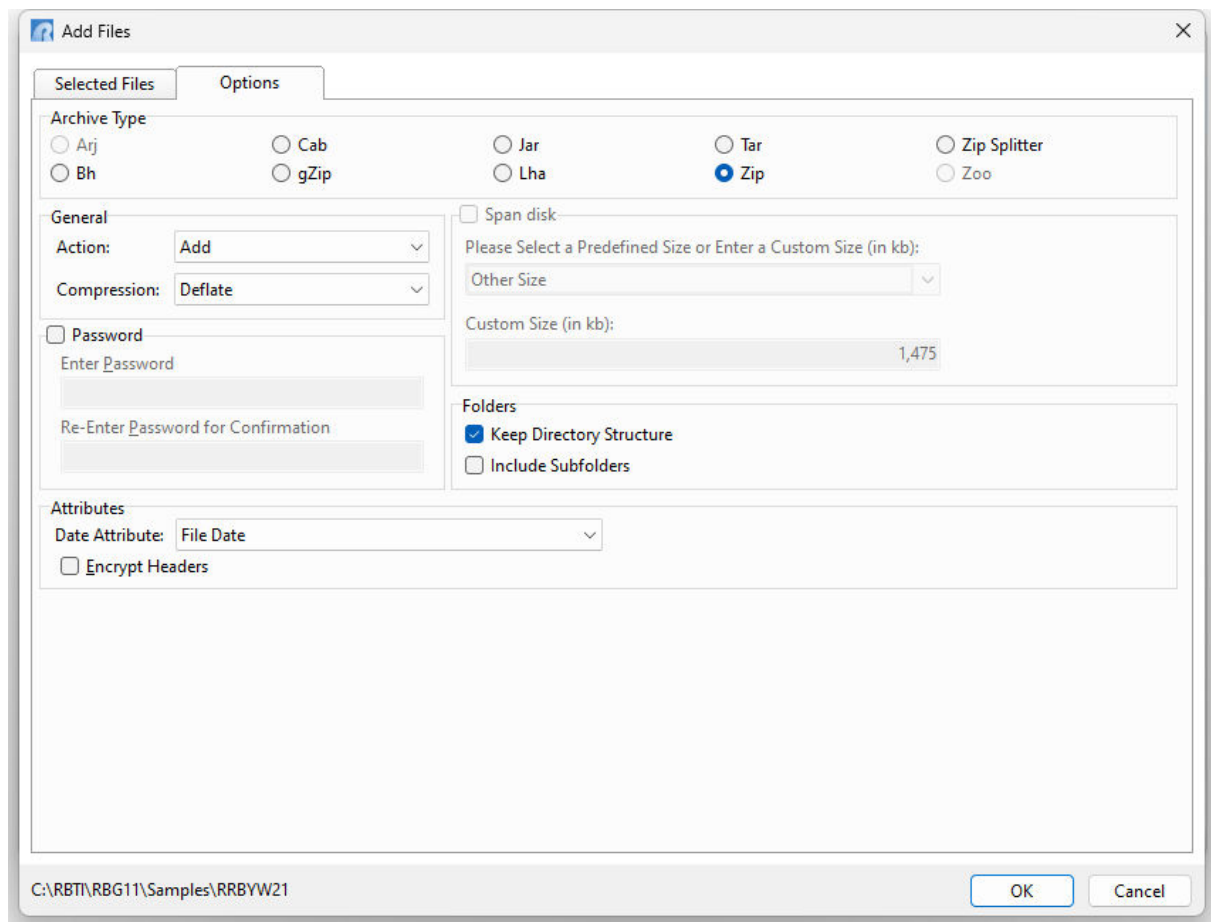 Add Files
Selected Files Options
Archive Type
Arj Cab Jar Tar Zip Splitter
Bh gZip Lha Zip Zoo
General
Action: Add
Compression: Deflate
Span disk
Please Select a Predefined Size or Enter a Custom Size (in kb):
Other Size
Custom Size (in kb):
1,475
Password
Enter Password
Re-Enter Password for Confirmation
Folders
Keep Directory Structure
Include Subfolders
Attributes
Date Attribute: File Date
Encrypt Headers
C:\RBTI\RBG11\Samples\RRBYW21
OK Cancel